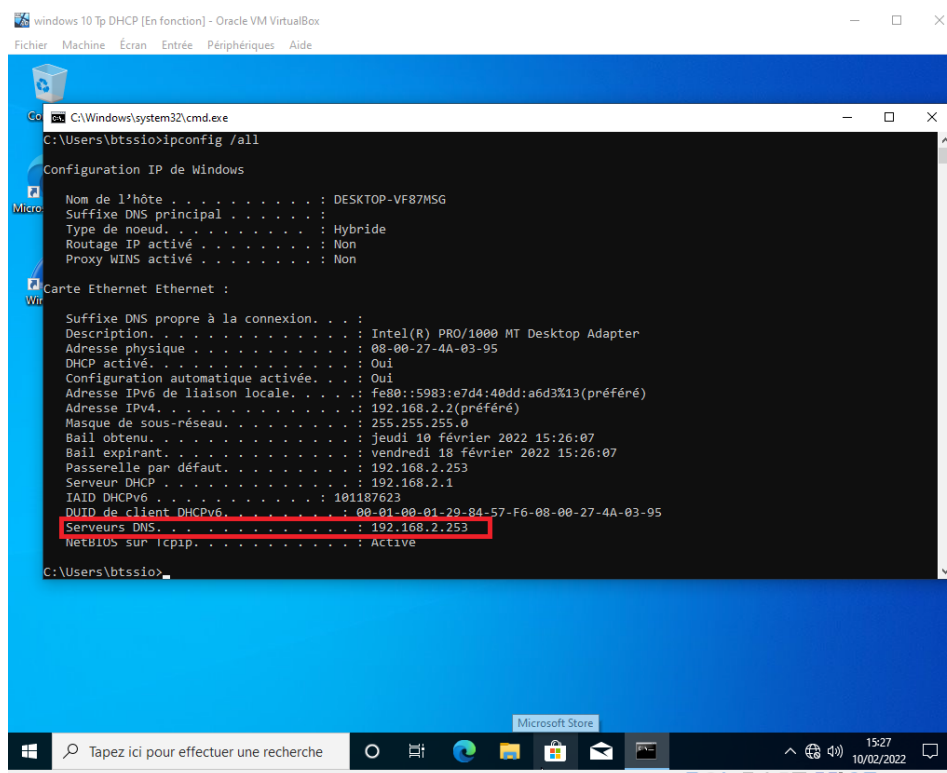 windows 10 Tp DHCP [En fonction] - Oracle VM VirtualBox
Fichier Machine Écran Entrée Périphériques Aide
C:\Windows\system32\cmd.exe
C:\Users\btssio>ipconfig /all
Configuration IP de Windows
Nom de l’hôte . . . . . . . . . . : DESKTOP-VF87MSG
Suffixe DNS principal . . . . . . :
Type de noeud. . . . . . . . . . : Hybride
Routage IP activé . . . . . . . . : Non
Proxy WINS activé . . . . . . . . : Non
Carte Ethernet Ethernet :
Suffixe DNS propre à la connexion. . . :
Description. . . . . . . . . . . . . . : Intel(R) PRO/1000 MT Desktop Adapter
Adresse physique . . . . . . . . . . . : 08-00-27-4A-03-95
DHCP activé. . . . . . . . . . . . . . : Oui
Configuration automatique activée. . . : Oui
Adresse IPv6 de liaison locale. . . . .: fe80::5983:e7d4:40dd:a6d3%13(préféré)
Adresse IPv4. . . . . . . . . . . . . .: 192.168.2.2(préféré)
Masque de sous-réseau. . . . . . . . . : 255.255.255.0
Bail obtenu. . . . . . . . . . . . . . : jeudi 10 février 2022 15:26:07
Bail expirant. . . . . . . . . . . . . : vendredi 18 février 2022 15:26:07
Passerelle par défaut. . . . . . . . . : 192.168.2.253
Serveur DHCP . . . . . . . . . . . . . : 192.168.2.1
IAID DHCPv6 . . . . . . . . . . . : 101187623
DUID de client DHCPv6. . . . . . . . : 00-01-00-01-29-84-57-F6-08-00-27-4A-03-95
Serveurs DNS. . . . . . . . . . . . . : 192.168.2.253
NetBIOS sur Tcpip. . . . . . . . . . . : Activé
C:\Users\btssio>
Micro
Microsoft Store
Tapez ici pour effectuer une recherche
15:27
10/02/2022